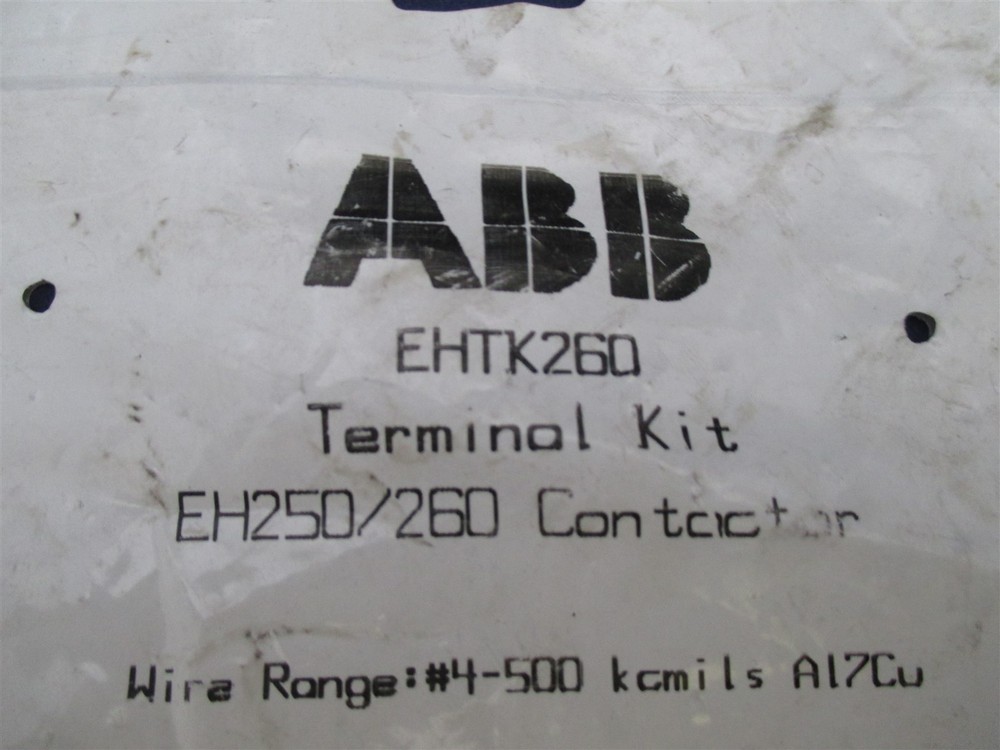 ABB
EHTK260
Terminal Kit
EH250/260 Contactor
Wire Range:#4-500 kcmils Al7Cu